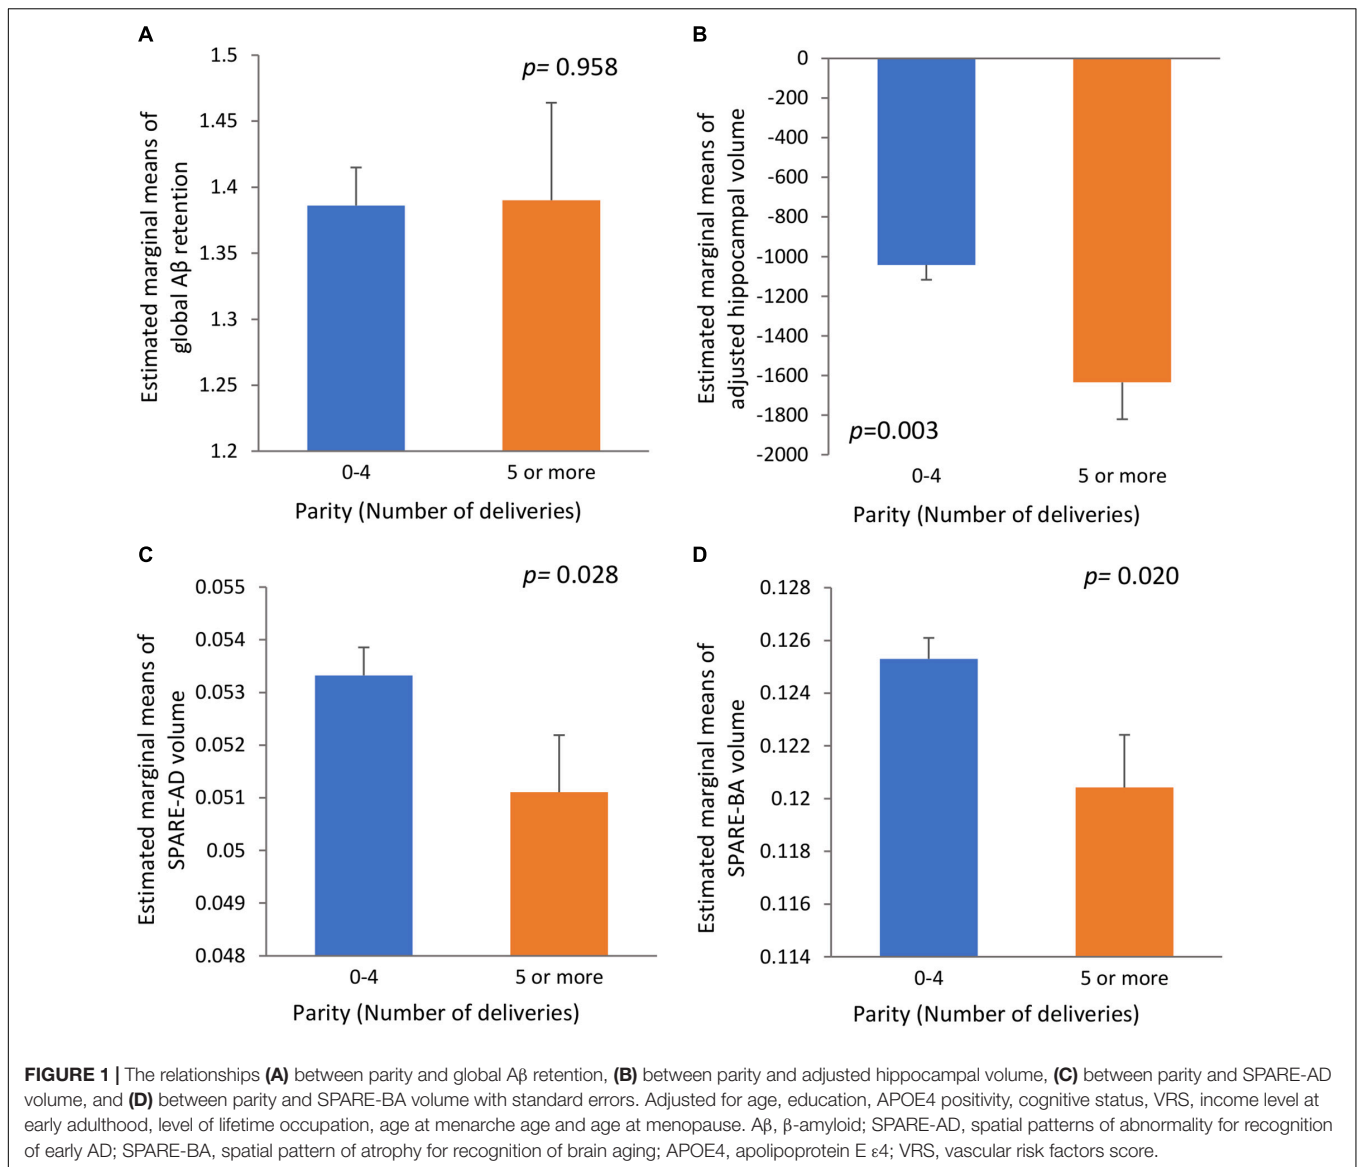 A
Estimated marginal means of
global Aβ retention
1.5
1.45
1.4
1.35
1.3
1.25
1.2
p= 0.958
0-4
5 or more
Parity (Number of deliveries)
B
Estimated marginal means of
adjusted hippocampal volume
0
-200
-400
-600
-800
-1000
-1200
-1400
-1600
-1800
-2000
p=0.003
0-4
5 or more
Parity (Number of deliveries)
C
Estimated marginal means of
SPARE-AD volume
0.055
0.054
0.053
0.052
0.051
0.05
0.049
0.048
p= 0.028
0-4
5 or more
Parity (Number of deliveries)
D
Estimated marginal means of
SPARE-BA volume
0.128
0.126
0.124
0.122
0.12
0.118
0.116
0.114
p= 0.020
0-4
5 or more
Parity (Number of deliveries)
FIGURE 1 | The relationships (A) between parity and global Aβ retention, (B) between parity and adjusted hippocampal volume, (C) between parity and SPARE-AD
volume, and (D) between parity and SPARE-BA volume with standard errors. Adjusted for age, education, APOE4 positivity, cognitive status, VRS, income level at
early adulthood, level of lifetime occupation, age at menarche age and age at menopause. Aβ, β-amyloid; SPARE-AD, spatial patterns of abnormality for recognition
of early AD; SPARE-BA, spatial pattern of atrophy for recognition of brain aging; APOE4, apolipoprotein E ε4; VRS, vascular risk factors score.